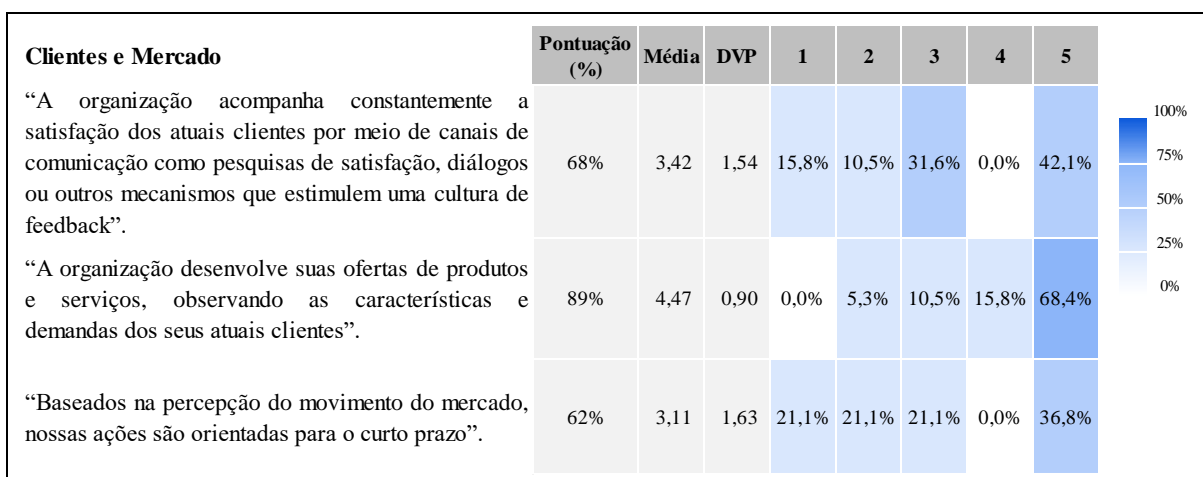 Clientes e Mercado Pontuação (%) Média DVP 1 2 3 4 5
“A organização acompanha constantemente a
satisfação dos atuais clientes por meio de canais de
comunicação como pesquisas de satisfação, diálogos
ou outros mecanismos que estimulem uma cultura de
feedback”.
68% 3,42 1,54 15,8% 10,5% 31,6% 0,0% 42,1%
“A organização desenvolve suas ofertas de produtos
e serviços, observando as características e
demandas dos seus atuais clientes”.
89% 4,47 0,90 0,0% 5,3% 10,5% 15,8% 68,4%
“Baseados na percepção do movimento do mercado,
nossas ações são orientadas para o curto prazo”.
62% 3,11 1,63 21,1% 21,1% 21,1% 0,0% 36,8%
100%
75%
50%
25%
0%